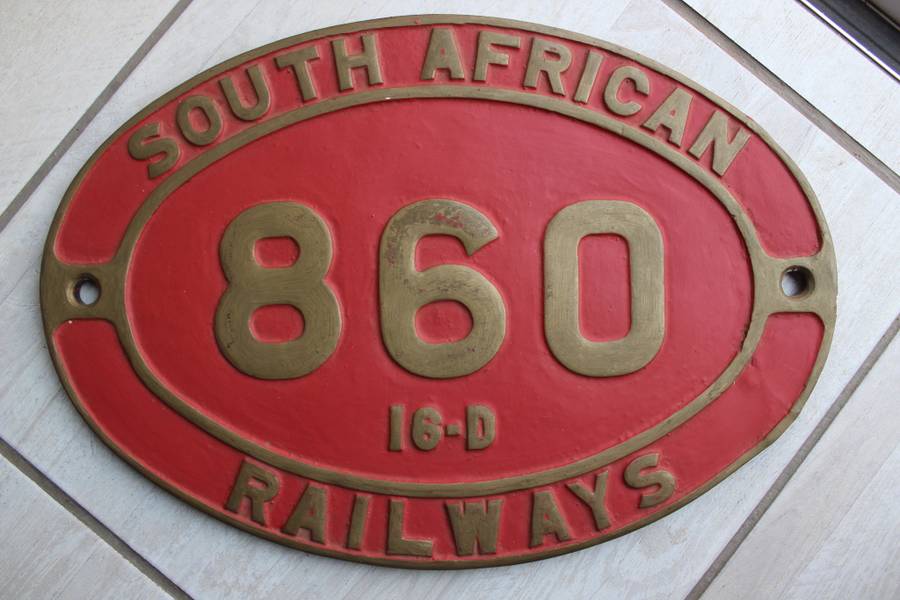 SOUTH AFRICAN
860
16-D
RAILWAYS